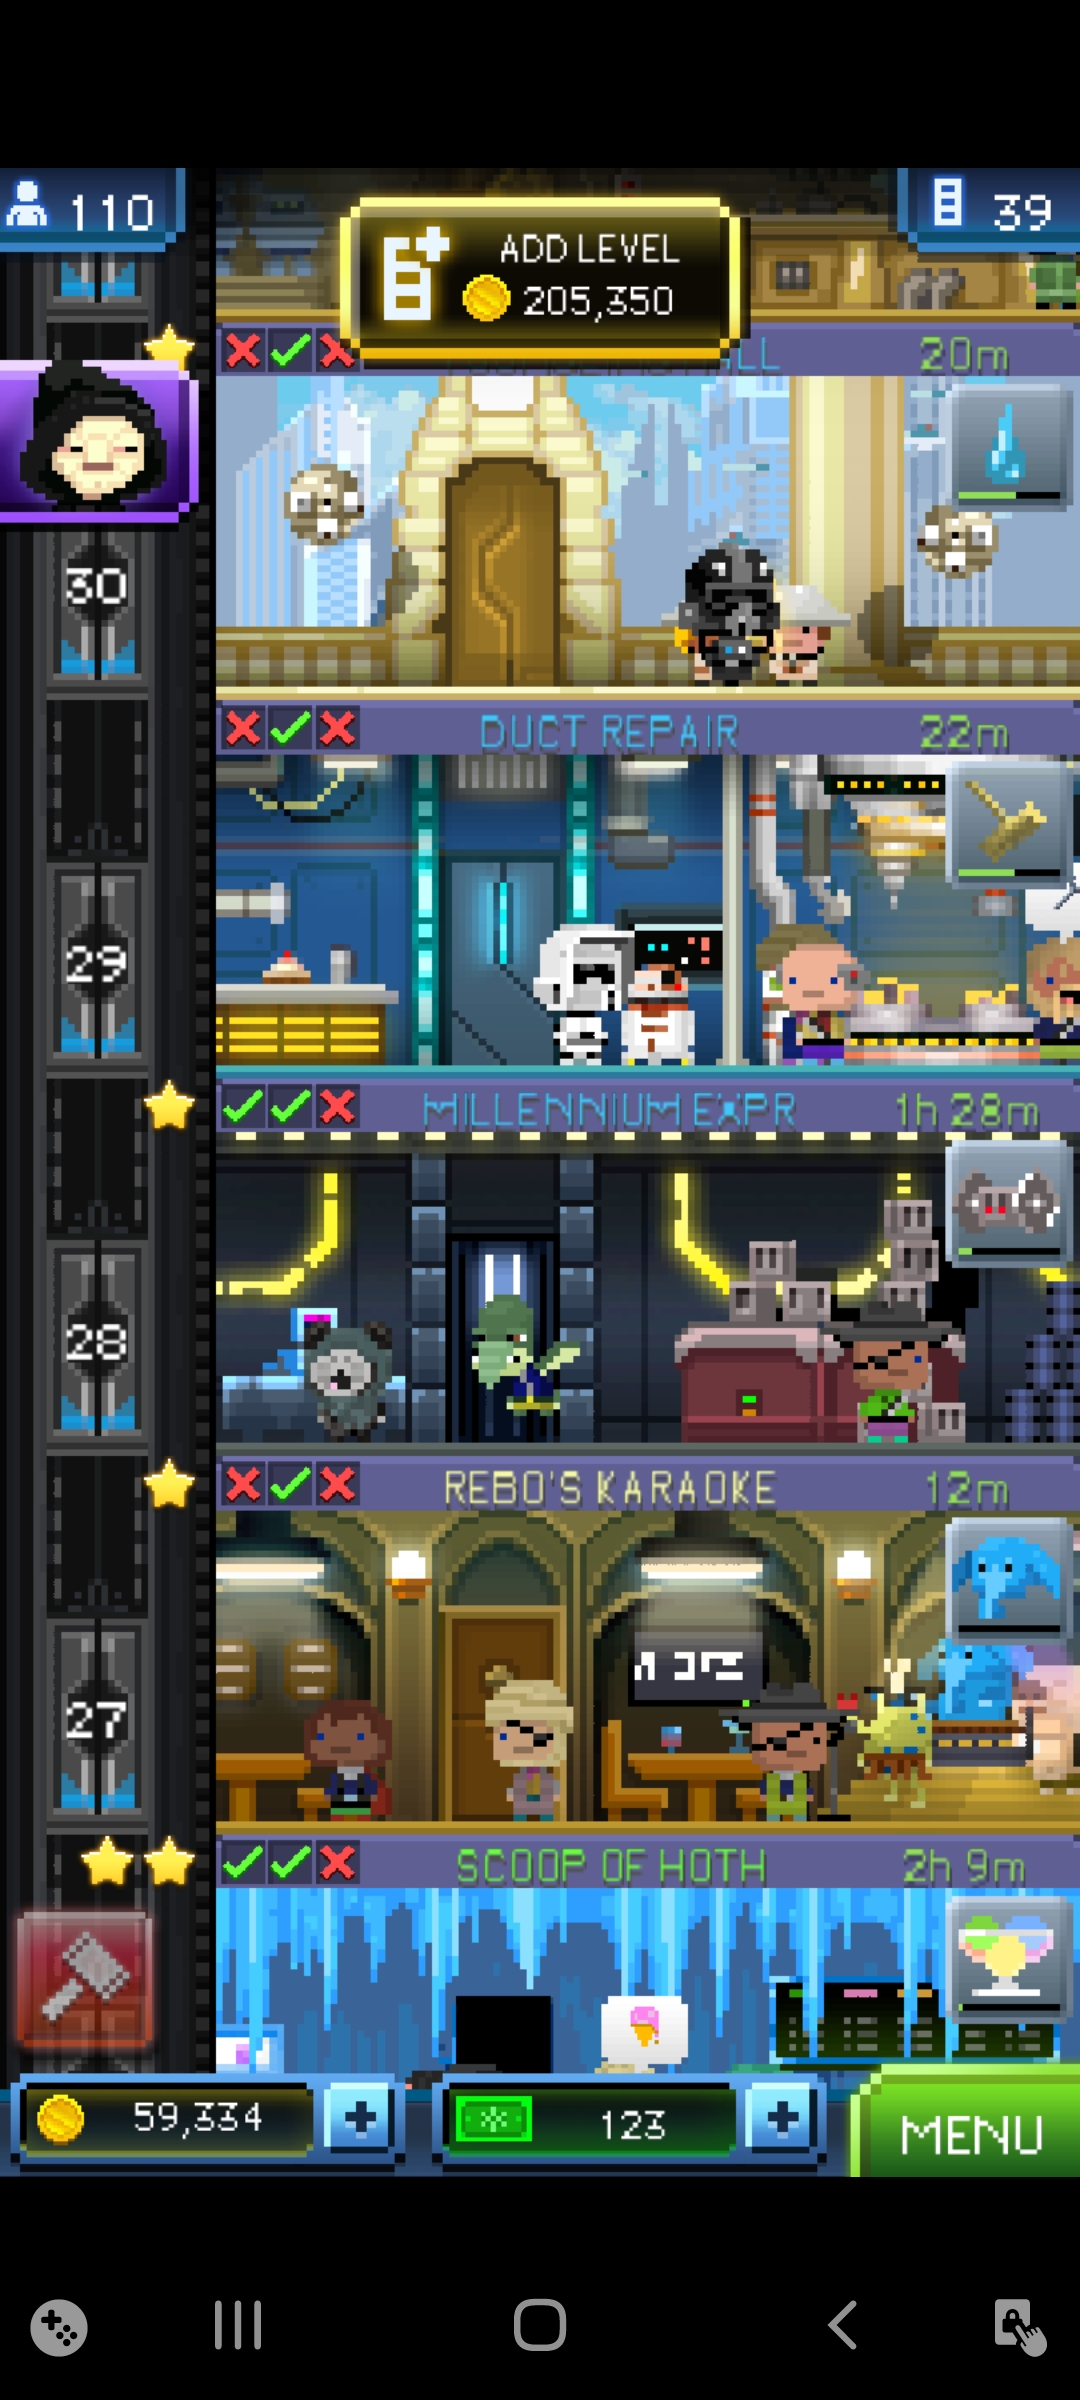 110
ADD LEVEL
205,350
39
LL
20m
30
DUCT REPAIR
22m
29
MILLENNIUM EXPR
1h 28m
28
REBO'S KARAOKE
12m
27
SCOOP OF HOTH
2h 9m
59,334
+
123
+
MENU